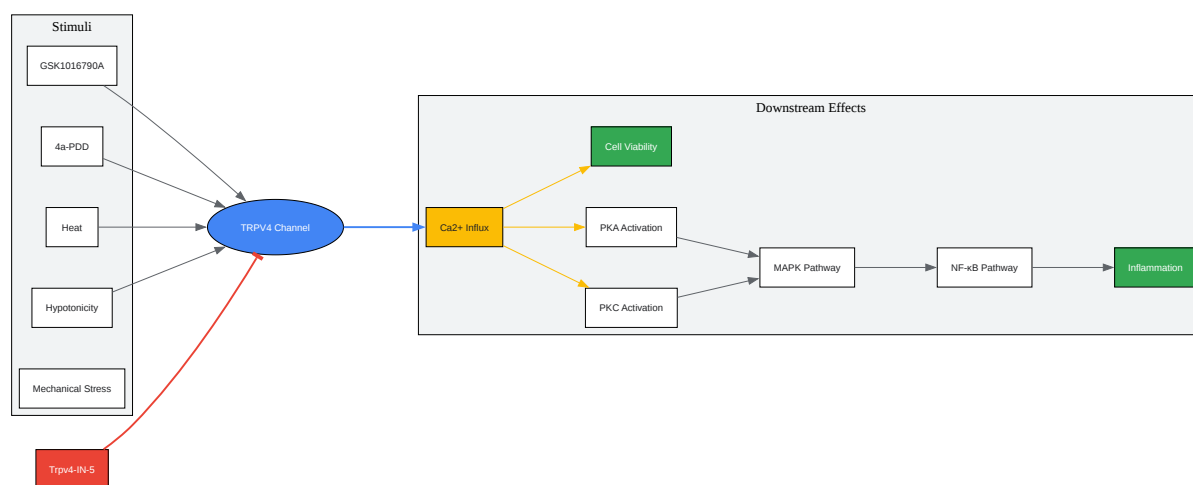 Stimuli
GSK1016790A
4a-PDD
Heat
Hypotonicity
Mechanical Stress
Trpv4-IN-5
TRPV4 Channel
Downstream Effects
Ca2+ Influx
Cell Viability
PKA Activation
PKC Activation
MAPK Pathway
NF-κB Pathway
Inflammation